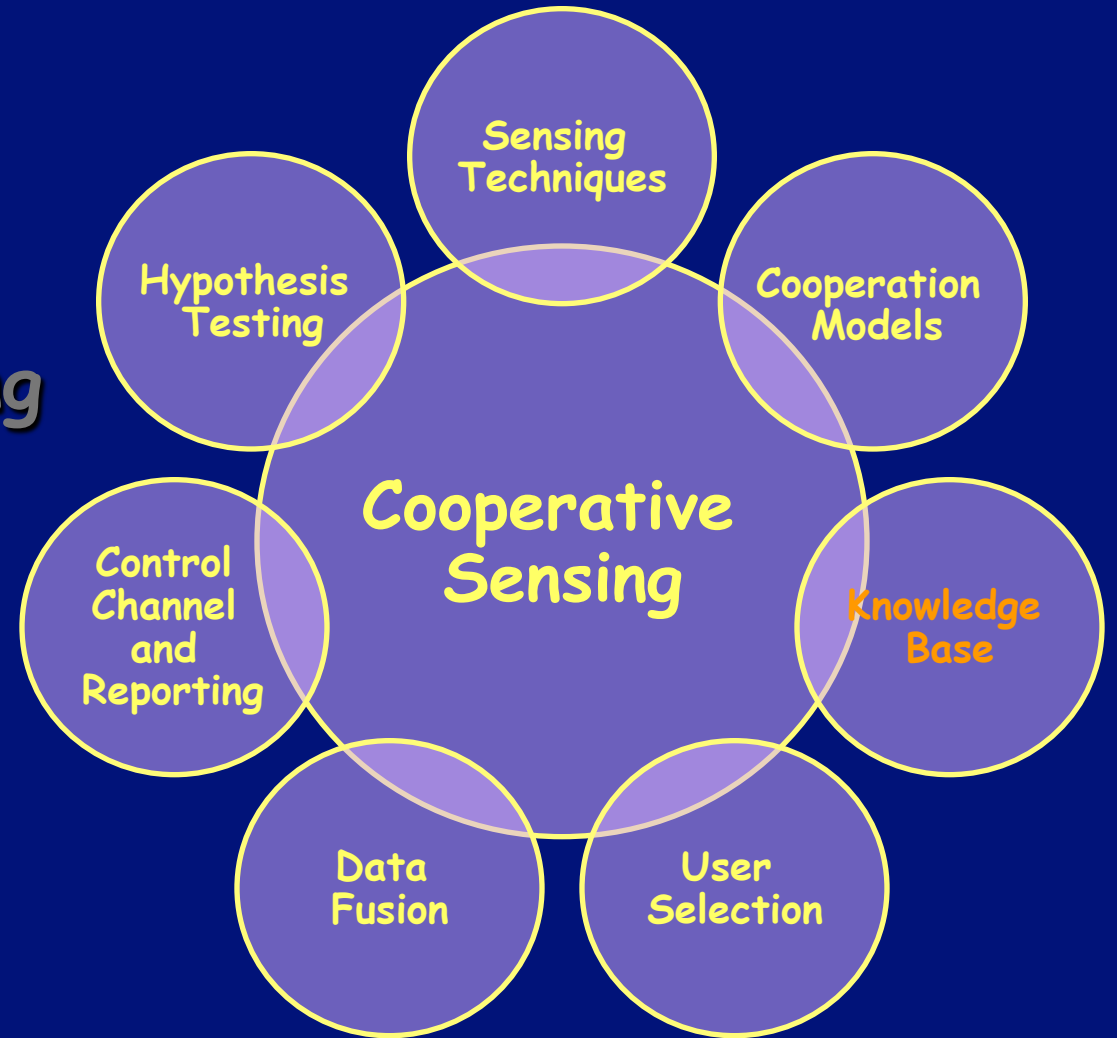 Sensing
Techniques
Hypothesis
Testing
Cooperation
Models
Cooperative
Sensing
Control
Channel
and
Reporting
Knowledge
Base
Data
Fusion
User
Selection